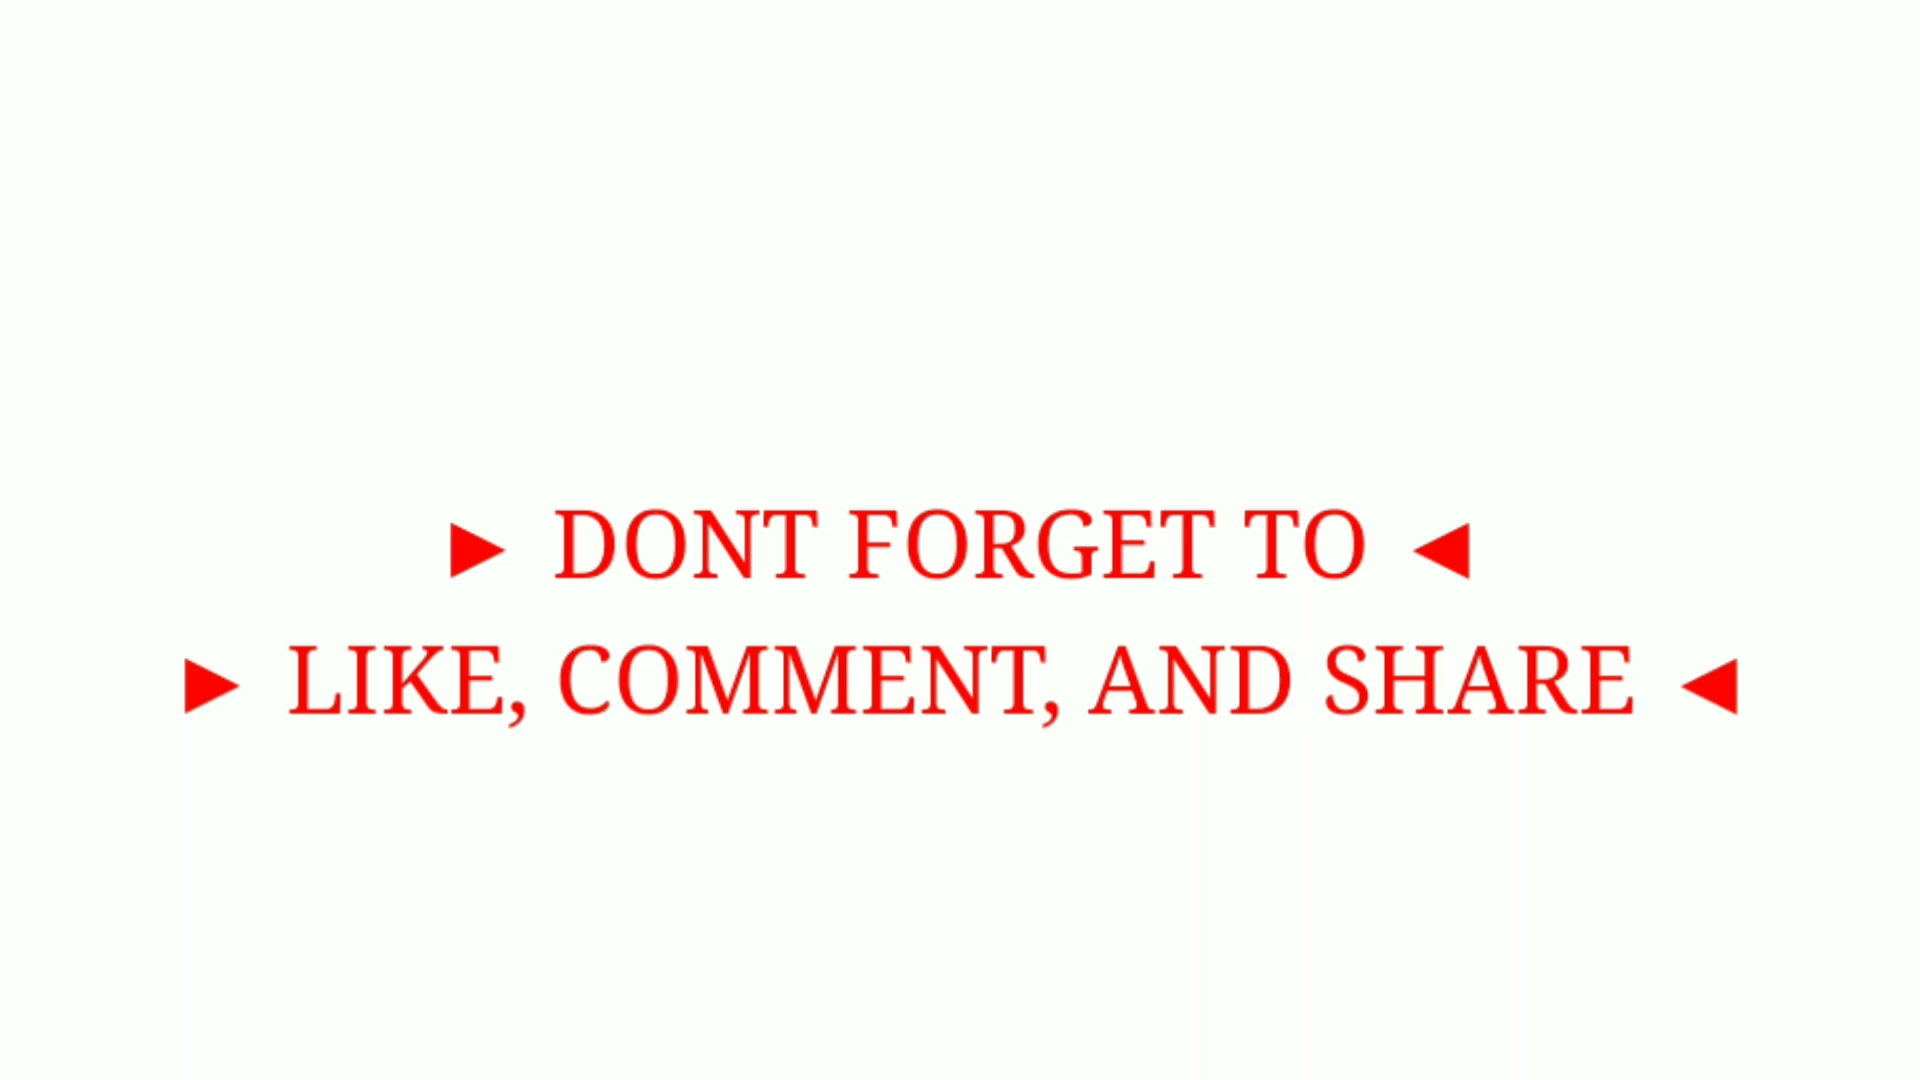 ► DONT FORGET TO ◄
► LIKE, COMMENT, AND SHARE ◄